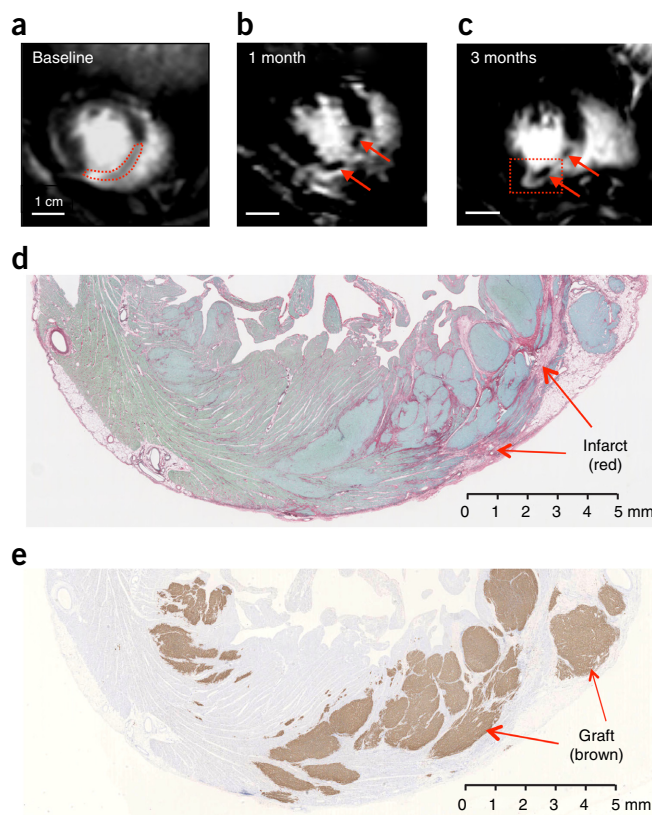 a
Baseline
1 cm
b
1 month
c
3 months
d
Infarct
(red)
0 1 2 3 4 5 mm
e
Graft
(brown)
0 1 2 3 4 5 mm